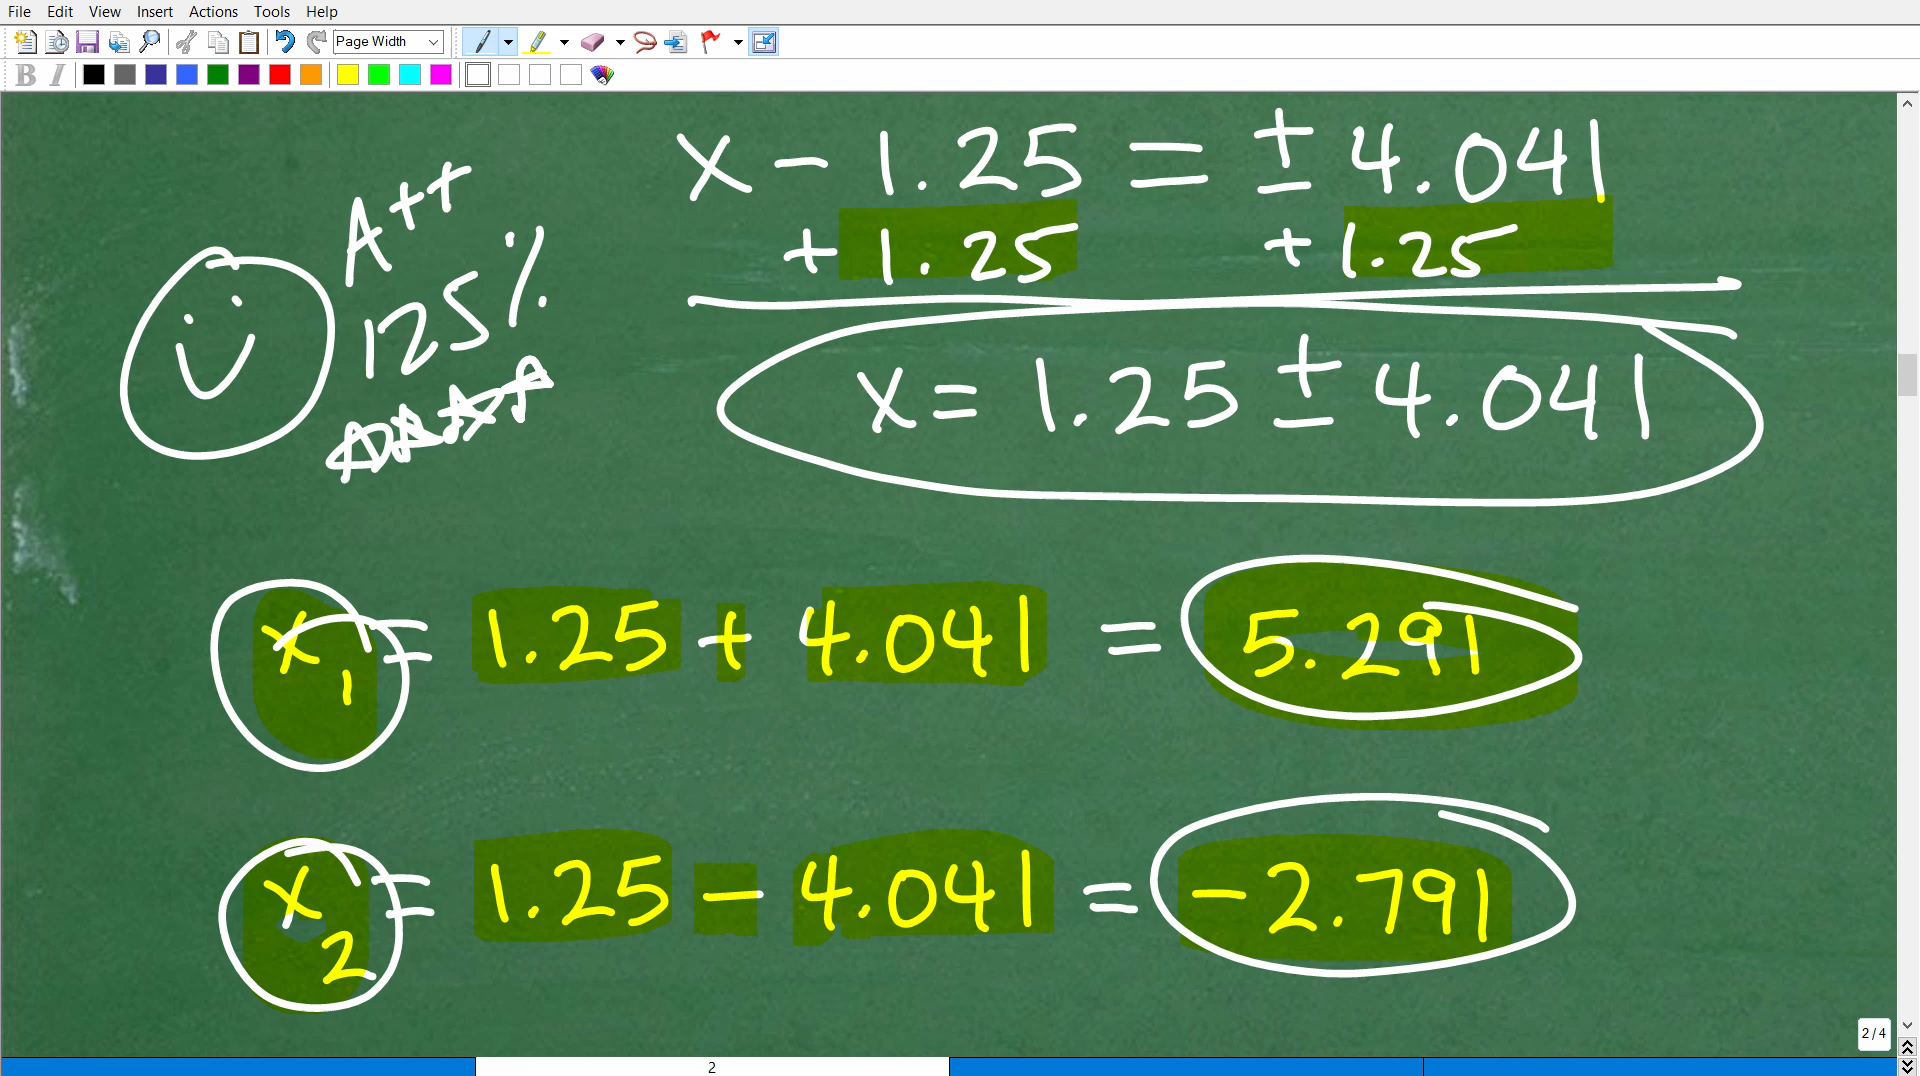 File Edit View Insert Actions Tools Help
Page Width
B I
x - 1.25 = ± 4.041
+ 1.25 + 1.25
x = 1.25 ± 4.041
A++
125%
x1 = 1.25 + 4.041 = 5.291
x2 = 1.25 - 4.041 = -2.791
2 / 4
2